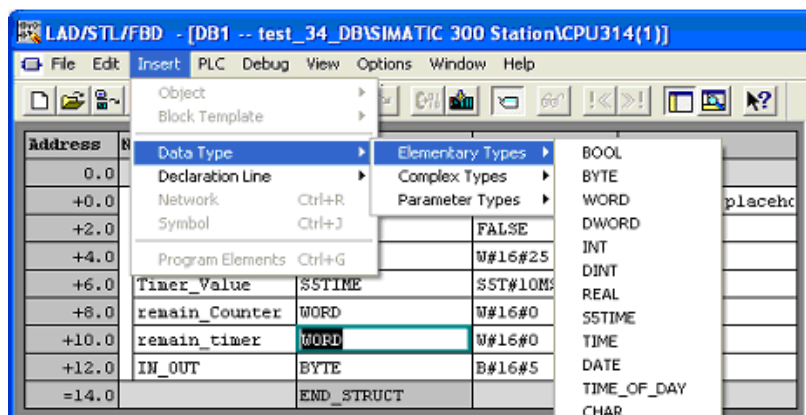 LAD/STL/FBD - [DB1 -- test_34_DB\SIMATIC 300 Station\CPU314(1)]
File Edit Insert PLC Debug View Options Window Help
Object
Block Template
Data Type
Declaration Line
Network Ctrl+R
Symbol Ctrl+J
Program Elements Ctrl+G
Elementary Types
Complex Types
Parameter Types
BOOL
BYTE
WORD
DWORD
INT
DINT
REAL
S5TIME
TIME
DATE
TIME_OF_DAY
CHAR
Address N
0.0
+0.0 placeho
+2.0 FALSE
+4.0 W#16#25
+6.0 Timer_Value S5TIME S5T#10MS
+8.0 remain_Counter WORD W#16#0
+10.0 remain_timer WORD W#16#0
+12.0 IN_OUT BYTE B#16#5
=14.0 END_STRUCT